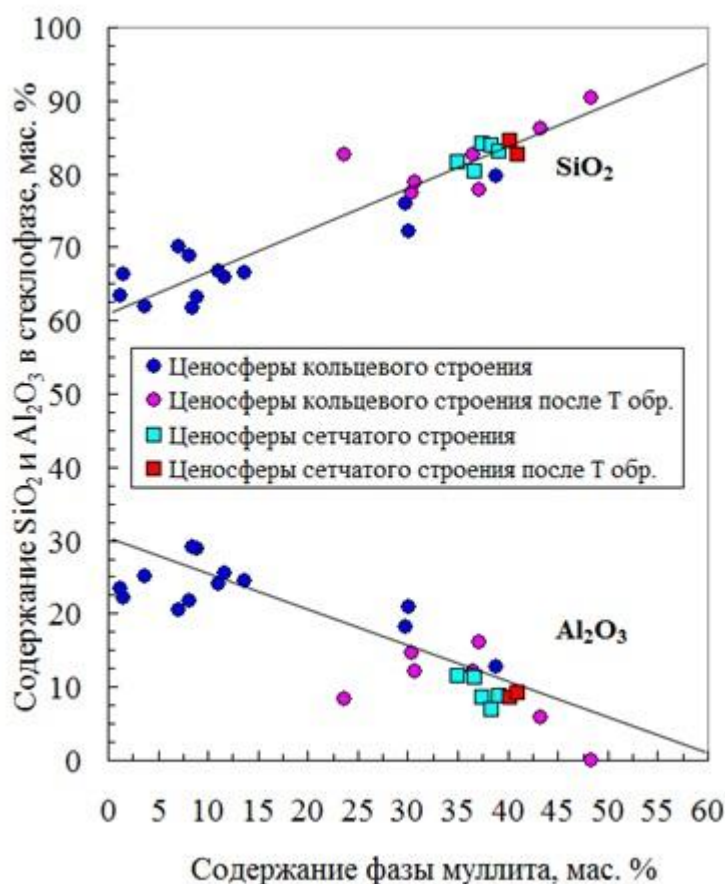 Содержание SiO₂ и Al₂O₃ в стеклофазе, мас. %
100
90
80
70
60
50
40
30
20
10
0
SiO₂
Ценосферы кольцевого строения
Ценосферы кольцевого строения после Т обр.
Ценосферы сетчатого строения
Ценосферы сетчатого строения после Т обр.
Al₂O₃
0 5 10 15 20 25 30 35 40 45 50 55 60
Содержание фазы муллита, мас. %